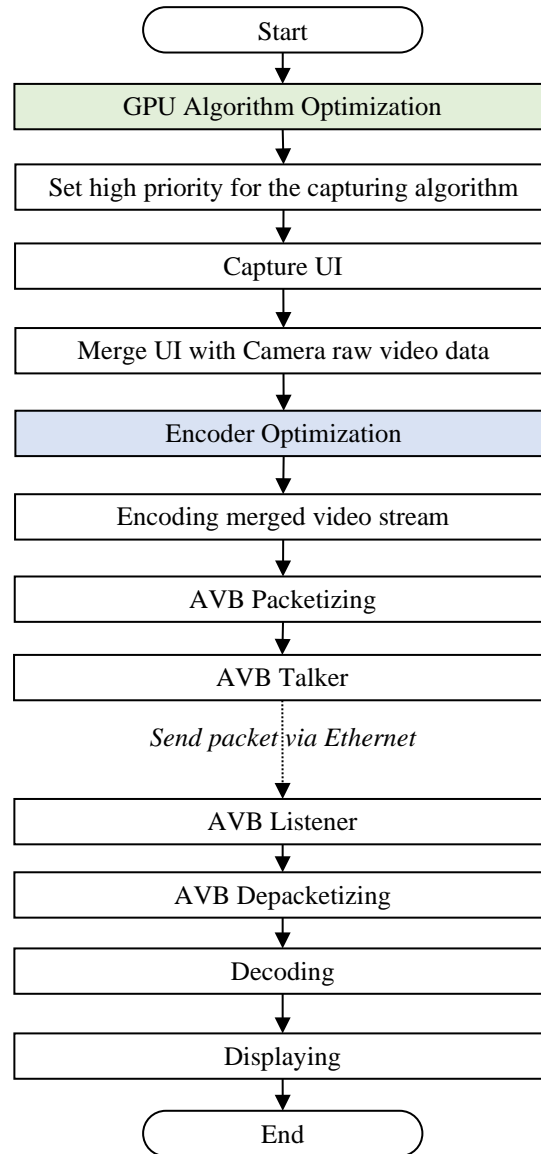 Start
GPU Algorithm Optimization
Set high priority for the capturing algorithm
Capture UI
Merge UI with Camera raw video data
Encoder Optimization
Encoding merged video stream
AVB Packetizing
AVB Talker
Send packet via Ethernet
AVB Listener
AVB Depacketizing
Decoding
Displaying
End